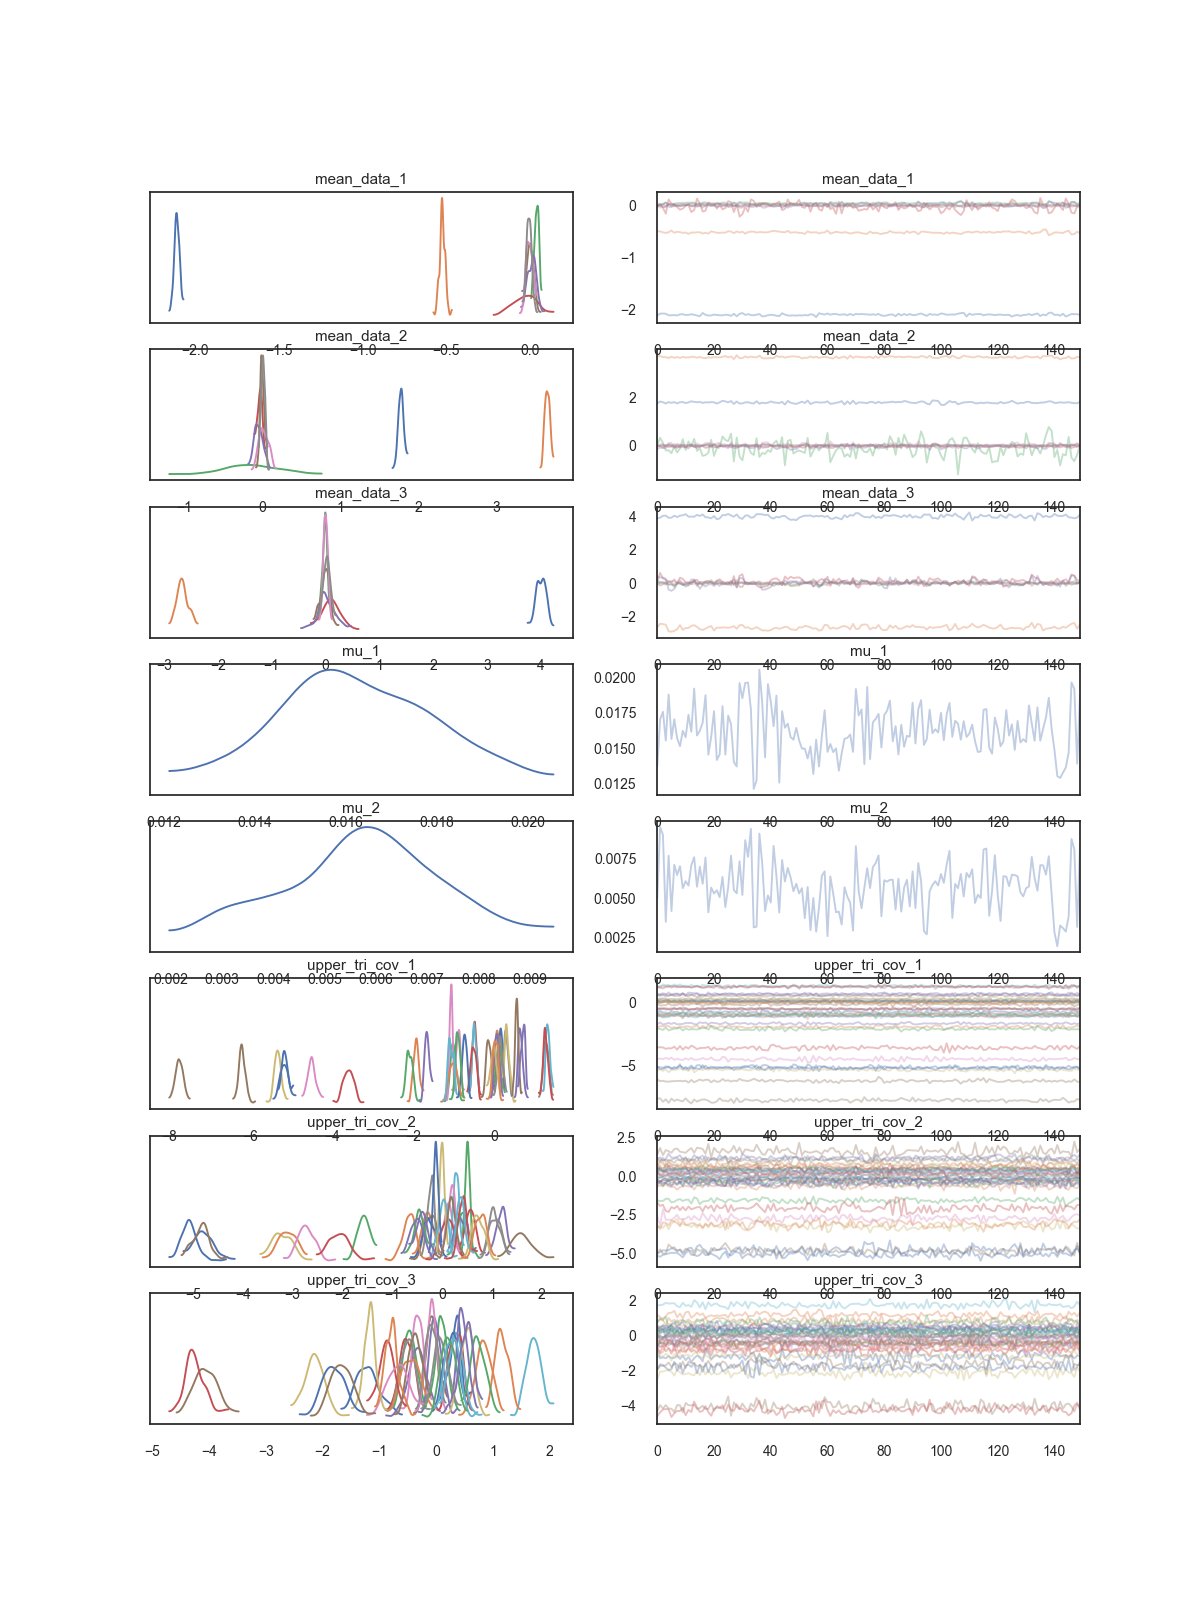 mean_data_1 mean_data_1
0
−1
−2
−2.0 −1.5 −1.0 −0.5 0.0 mean_data_2 0 20 40 60 80 100 120 140 mean_data_2
2
0
−1 0 1 2 3 mean_data_3 0 20 40 60 80 100 120 140 mean_data_3
4
2
0
−2
−3 −2 −1 0 1 2 3 4 mu_1 0 20 40 60 80 100 120 140 mu_1
0.0200
0.0175
0.0150
0.0125
0.012 0.014 0.016 0.018 0.020 mu_2 0 20 40 60 80 100 120 140 mu_2
0.0075
0.0050
0.0025
0.002 0.003 0.004 0.005 0.006 0.007 0.008 0.009 upper_tri_cov_1 0 20 40 60 80 100 120 140 upper_tri_cov_1
0
−5
−8 −6 −4 −2 0 upper_tri_cov_2 0 20 40 60 80 100 120 140 upper_tri_cov_2
2.5
0.0
−2.5
−5.0
−5 −4 −3 −2 −1 0 1 2 upper_tri_cov_3 0 20 40 60 80 100 120 140 upper_tri_cov_3
2
0
−2
−4
−5 −4 −3 −2 −1 0 1 2 0 20 40 60 80 100 120 140